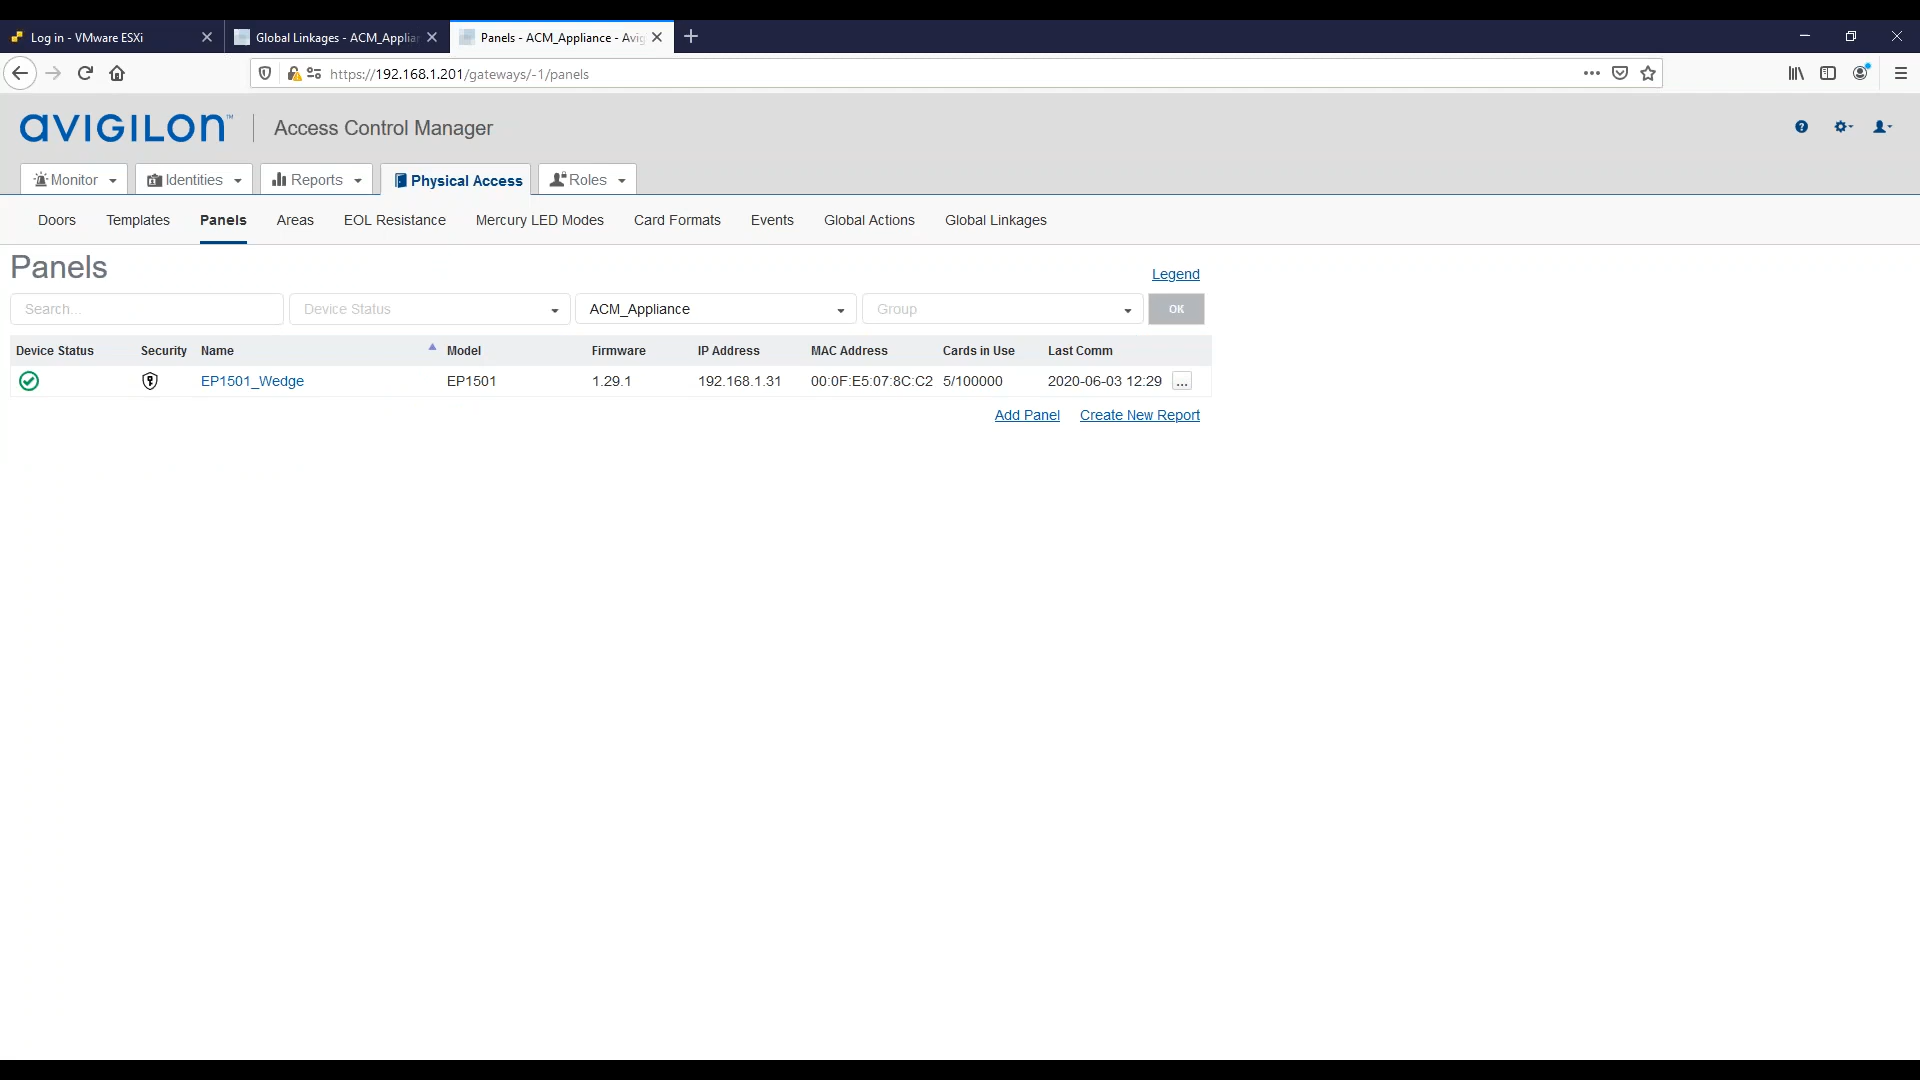 Log in - VMware ESXi
Global Linkages - ACM_Applian
Panels - ACM_Appliance - Avig
https://192.168.1.201/gateways/-1/panels
AVIGILON™ Access Control Manager
Monitor Identities Reports Physical Access Roles
Doors Templates Panels Areas EOL Resistance Mercury LED Modes Card Formats Events Global Actions Global Linkages
Panels
Legend
Search... Device Status ACM_Appliance Group OK
Device Status Security Name Model Firmware IP Address MAC Address Cards in Use Last Comm
EP1501_Wedge EP1501 1.29.1 192.168.1.31 00:0F:E5:07:8C:C2 5/100000 2020-06-03 12:29 ...
Add Panel Create New Report